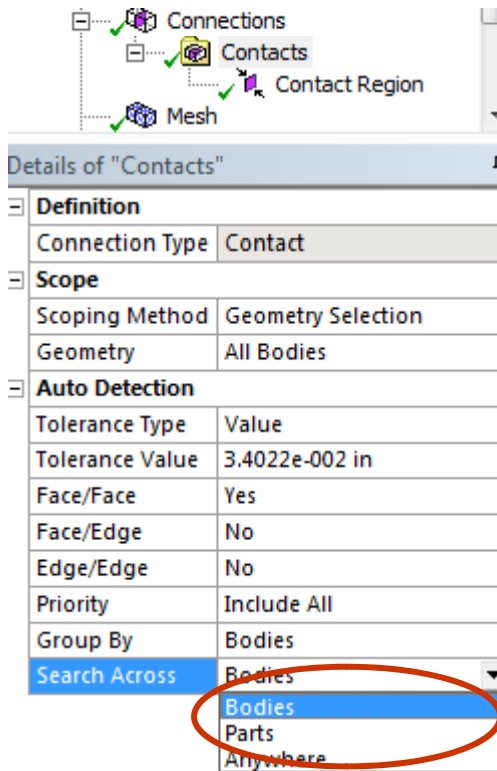 Connections
Contacts
Contact Region
Mesh
Details of "Contacts"
Definition
Connection Type Contact
Scope
Scoping Method Geometry Selection
Geometry All Bodies
Auto Detection
Tolerance Type Value
Tolerance Value 3.4022e-002 in
Face/Face Yes
Face/Edge No
Edge/Edge No
Priority Include All
Group By Bodies
Search Across Bodies
Bodies
Parts
Anywhere